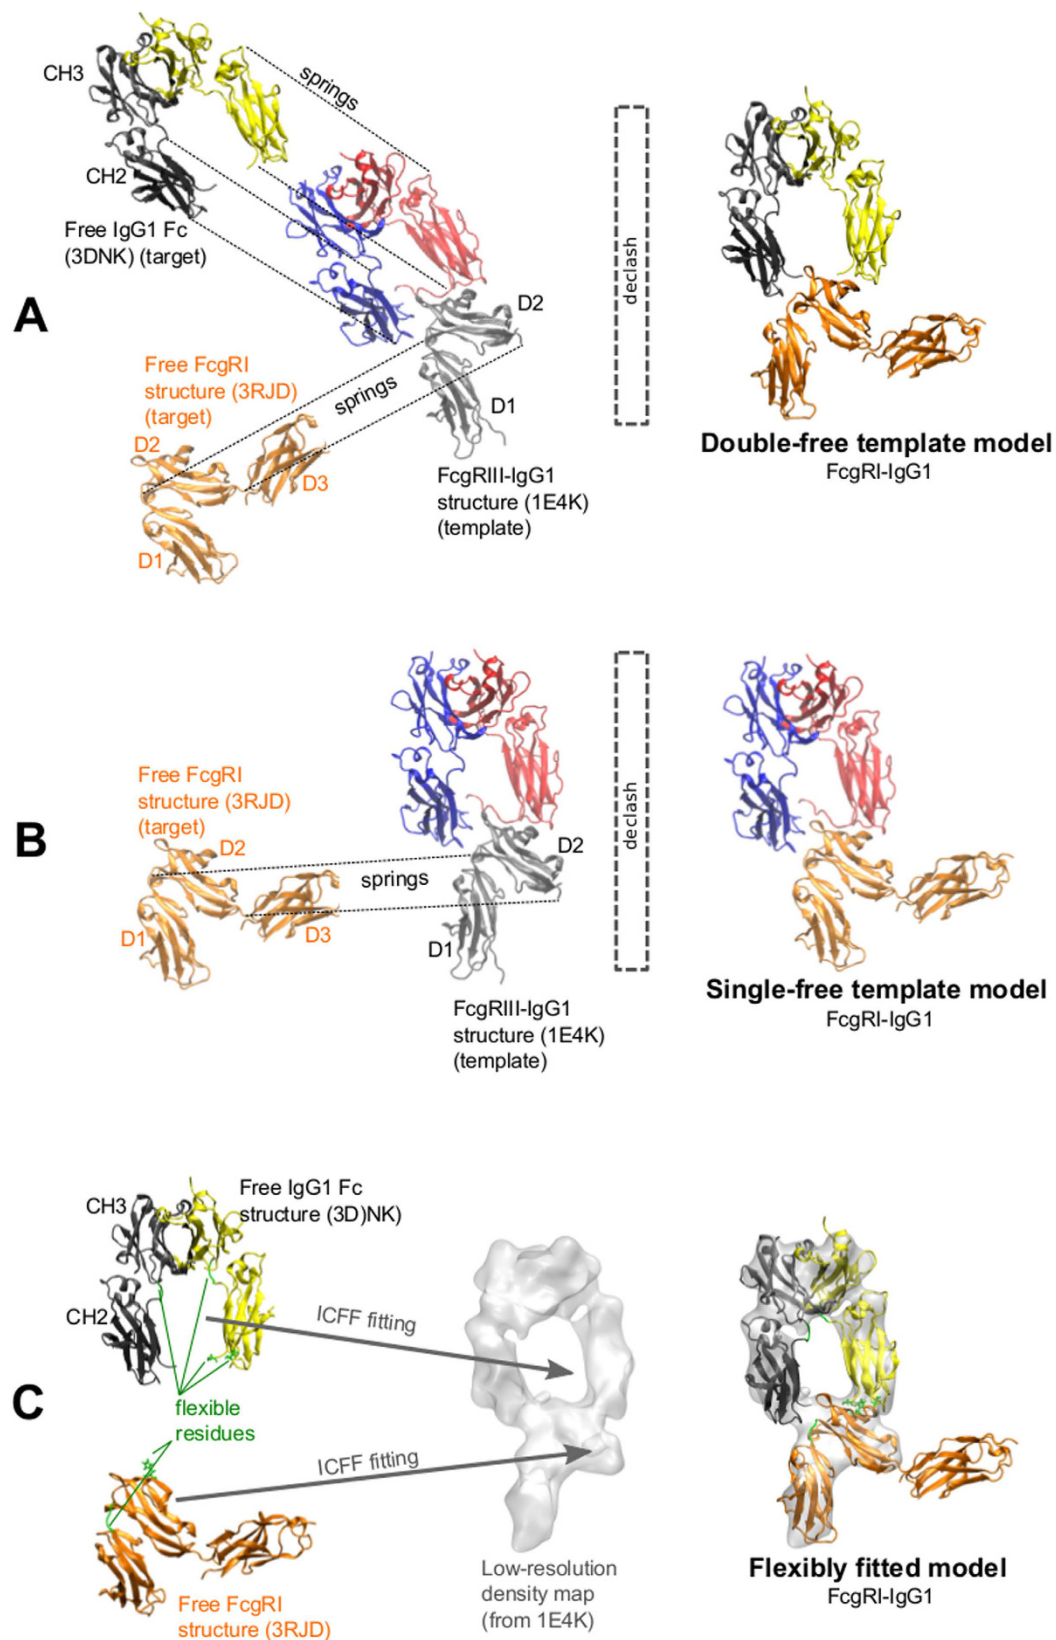 A
CH3
CH2
springs
Free IgG1 Fc
(3DNK) (target)
Free FcgRI
structure (3RJD)
(target)
D2
D1
D3
springs
D2
D1
FcgRIII-IgG1
structure (1E4K)
(template)
declash
Double-free template model
FcgRI-IgG1
B
Free FcgRI
structure (3RJD)
(target)
D2
D1
D3
springs
D2
D1
FcgRIII-IgG1
structure (1E4K)
(template)
declash
Single-free template model
FcgRI-IgG1
C
CH3
CH2
Free IgG1 Fc
structure (3D)NK)
ICFF fitting
flexible
residues
ICFF fitting
Free FcgRI
structure (3RJD)
Low-resolution
density map
(from 1E4K)
Flexibly fitted model
FcgRI-IgG1